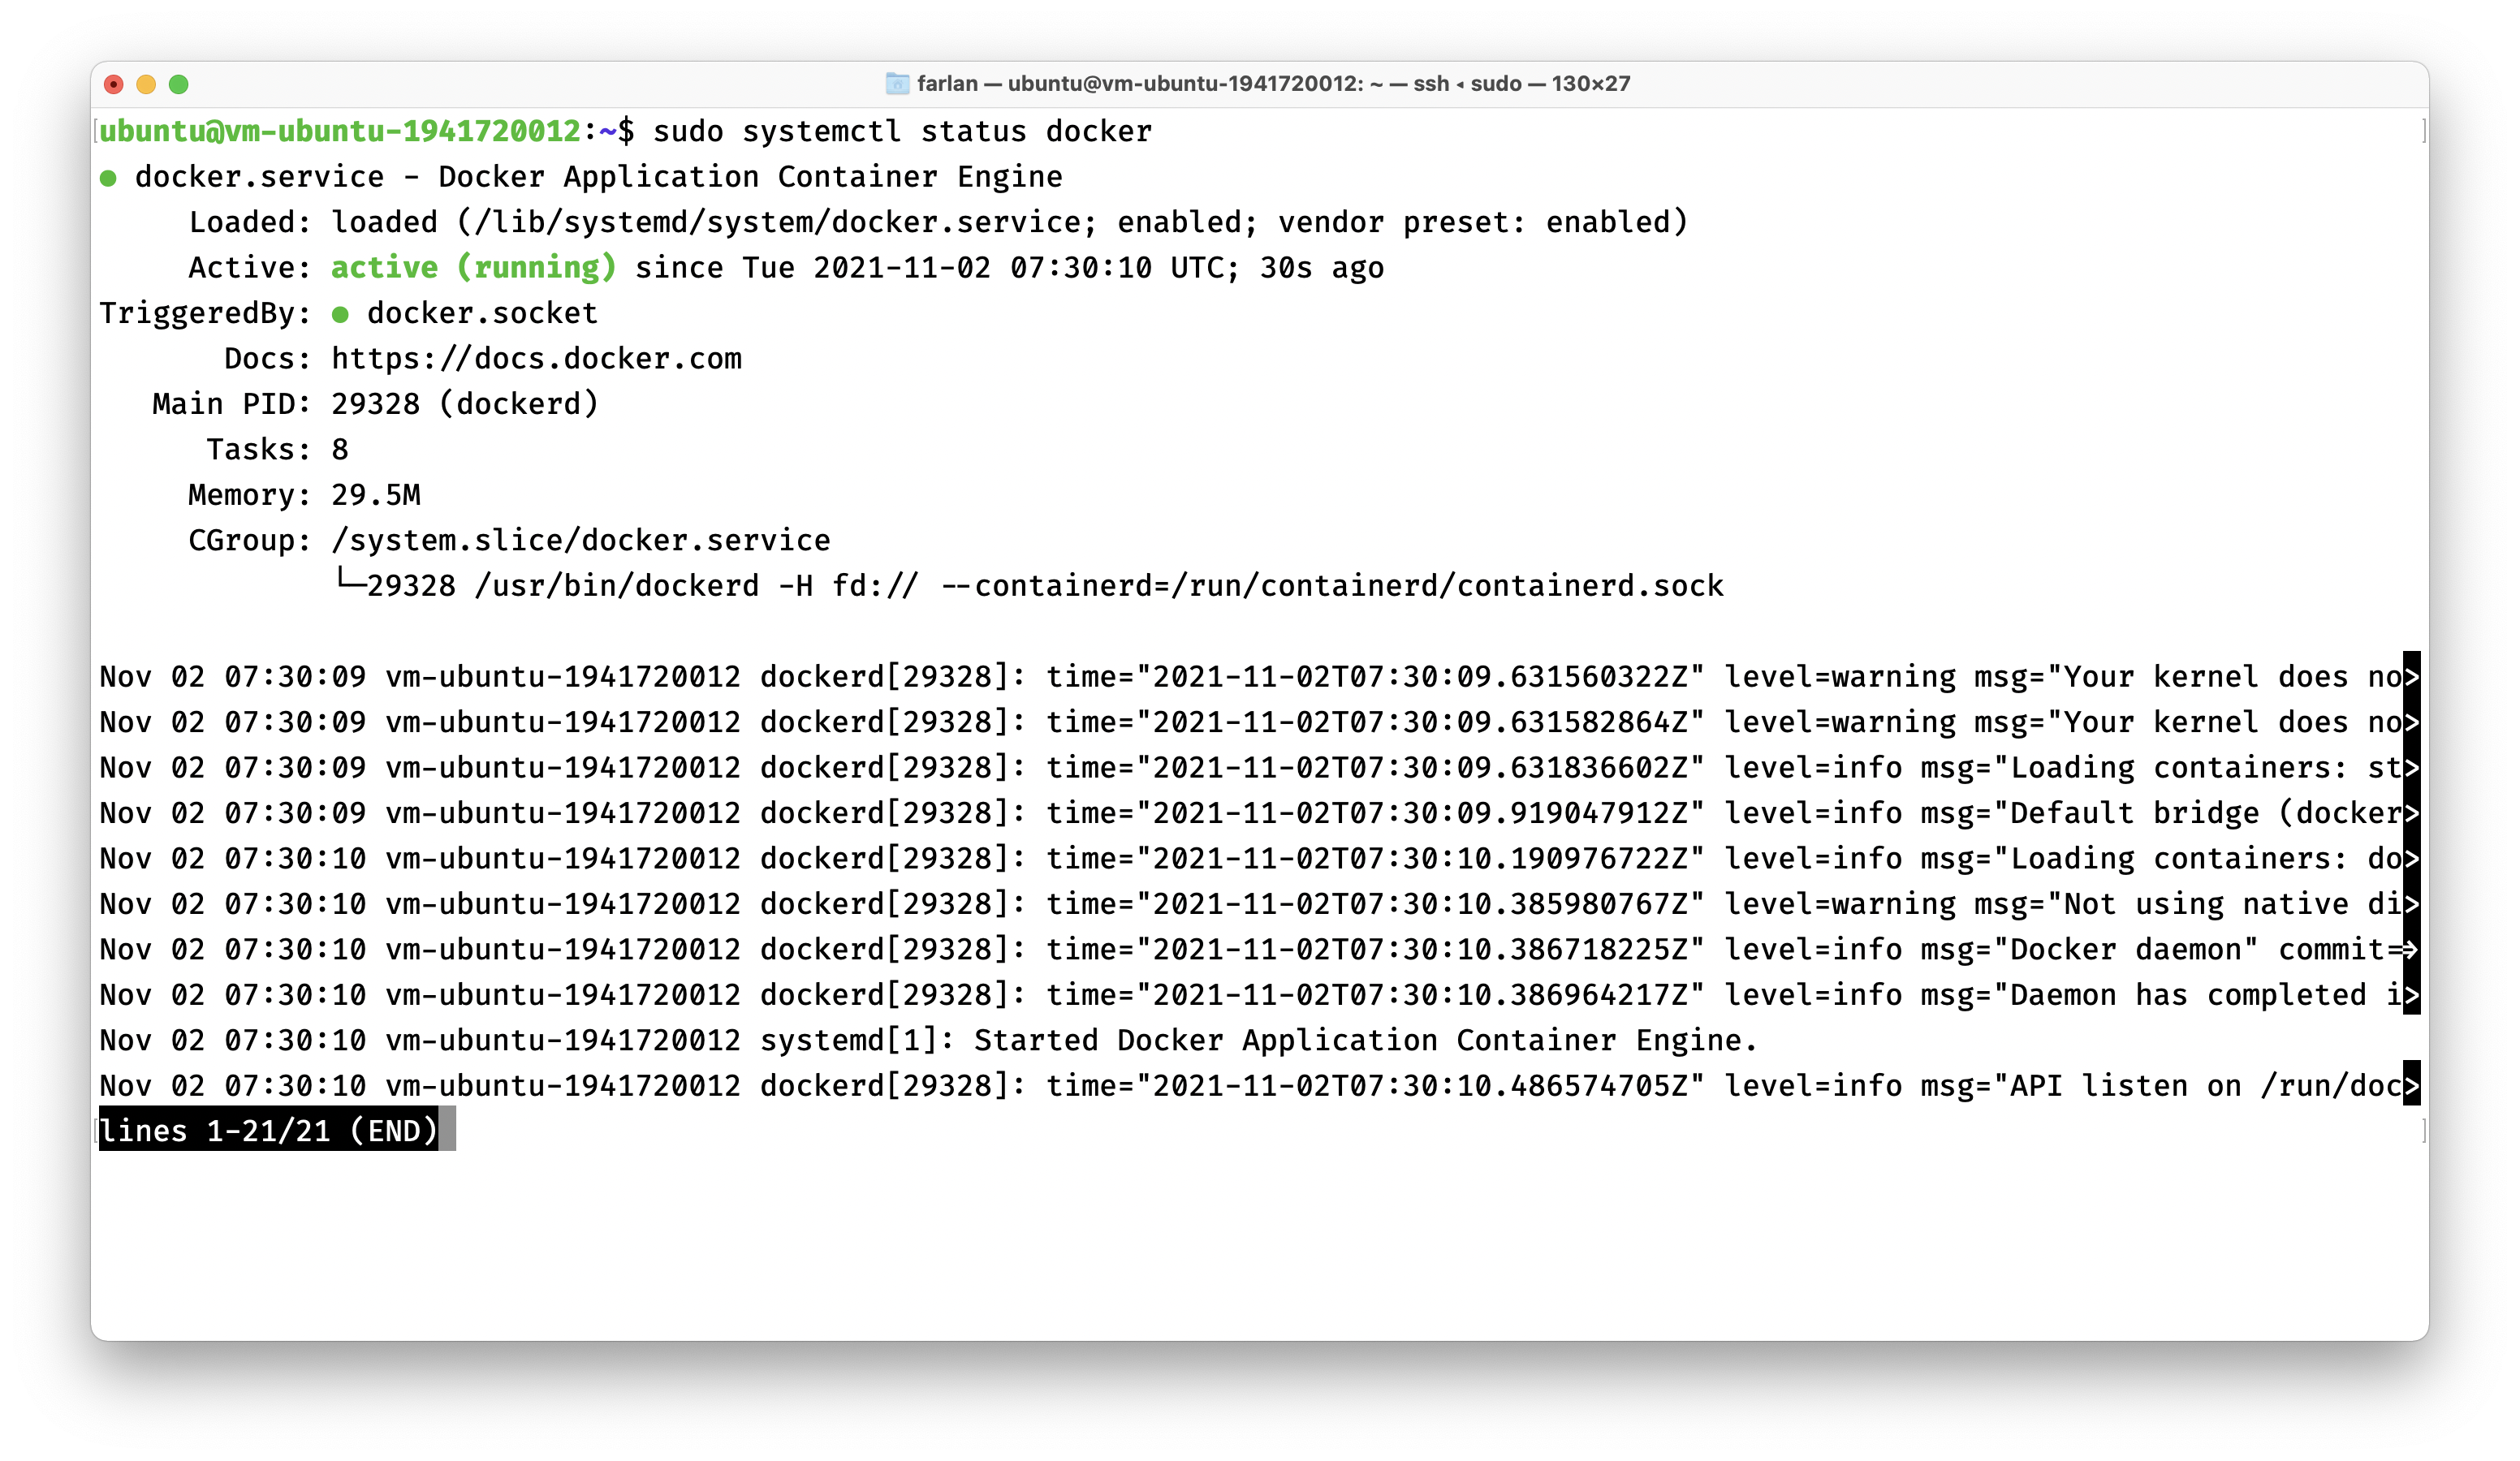 farlan — ubuntu@vm-ubuntu-1941720012: ~ — ssh ◂ sudo — 130×27
ubuntu@vm-ubuntu-1941720012:~$ sudo systemctl status docker
● docker.service - Docker Application Container Engine
Loaded: loaded (/lib/systemd/system/docker.service; enabled; vendor preset: enabled)
Active: active (running) since Tue 2021-11-02 07:30:10 UTC; 30s ago
TriggeredBy: ● docker.socket
Docs: https://docs.docker.com
Main PID: 29328 (dockerd)
Tasks: 8
Memory: 29.5M
CGroup: /system.slice/docker.service
└─29328 /usr/bin/dockerd -H fd:// --containerd=/run/containerd/containerd.sock
Nov 02 07:30:09 vm-ubuntu-1941720012 dockerd[29328]: time="2021-11-02T07:30:09.631560322Z" level=warning msg="Your kernel does no>
Nov 02 07:30:09 vm-ubuntu-1941720012 dockerd[29328]: time="2021-11-02T07:30:09.631582864Z" level=warning msg="Your kernel does no>
Nov 02 07:30:09 vm-ubuntu-1941720012 dockerd[29328]: time="2021-11-02T07:30:09.631836602Z" level=info msg="Loading containers: st>
Nov 02 07:30:09 vm-ubuntu-1941720012 dockerd[29328]: time="2021-11-02T07:30:09.919047912Z" level=info msg="Default bridge (docker>
Nov 02 07:30:10 vm-ubuntu-1941720012 dockerd[29328]: time="2021-11-02T07:30:10.190976722Z" level=info msg="Loading containers: do>
Nov 02 07:30:10 vm-ubuntu-1941720012 dockerd[29328]: time="2021-11-02T07:30:10.385980767Z" level=warning msg="Not using native di>
Nov 02 07:30:10 vm-ubuntu-1941720012 dockerd[29328]: time="2021-11-02T07:30:10.386718225Z" level=info msg="Docker daemon" commit=>
Nov 02 07:30:10 vm-ubuntu-1941720012 dockerd[29328]: time="2021-11-02T07:30:10.386964217Z" level=info msg="Daemon has completed i>
Nov 02 07:30:10 vm-ubuntu-1941720012 systemd[1]: Started Docker Application Container Engine.
Nov 02 07:30:10 vm-ubuntu-1941720012 dockerd[29328]: time="2021-11-02T07:30:10.486574705Z" level=info msg="API listen on /run/doc>
lines 1-21/21 (END)